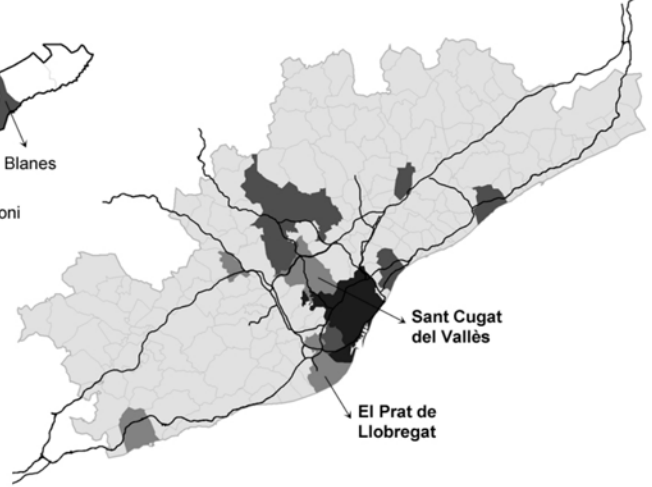 Blanes
oni
Sant Cugat
del Vallès
El Prat de
Llobregat